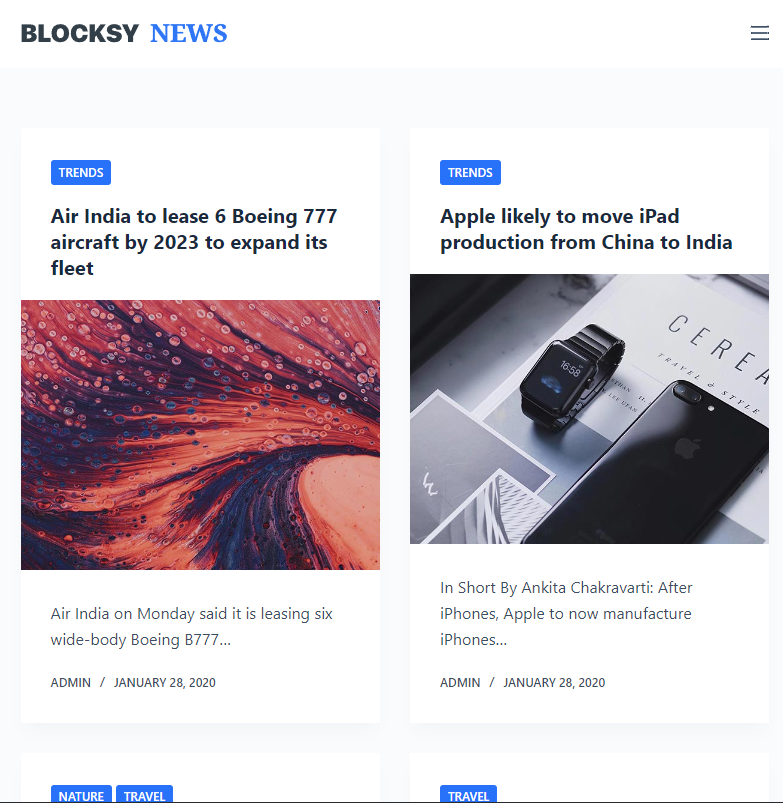 BLOCKSY NEWS
TRENDS
Air India to lease 6 Boeing 777
aircraft by 2023 to expand its
fleet
Air India on Monday said it is leasing six
wide-body Boeing B777...
ADMIN / JANUARY 28, 2020
TRENDS
Apple likely to move iPad
production from China to India
16:58
CEREA
TRAVEL & STYLE
In Short By Ankita Chakravarti: After
iPhones, Apple to now manufacture
iPhones...
ADMIN / JANUARY 28, 2020
NATURE TRAVEL
TRAVEL